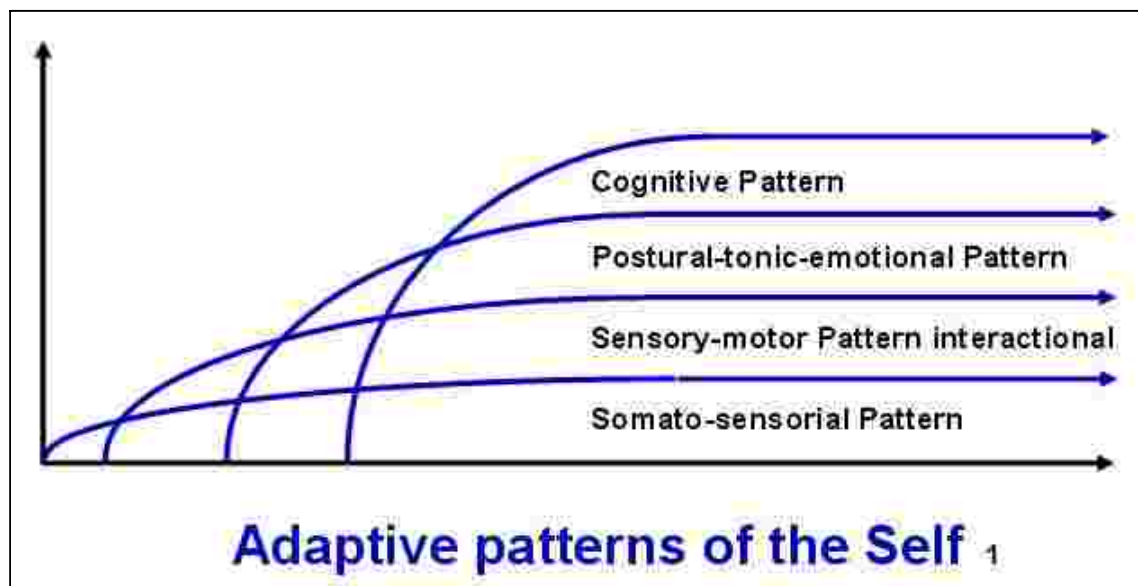 Cognitive Pattern
Postural-tonic-emotional Pattern
Sensory-motor Pattern interactional
Somato-sensorial Pattern
Adaptive patterns of the Self 1